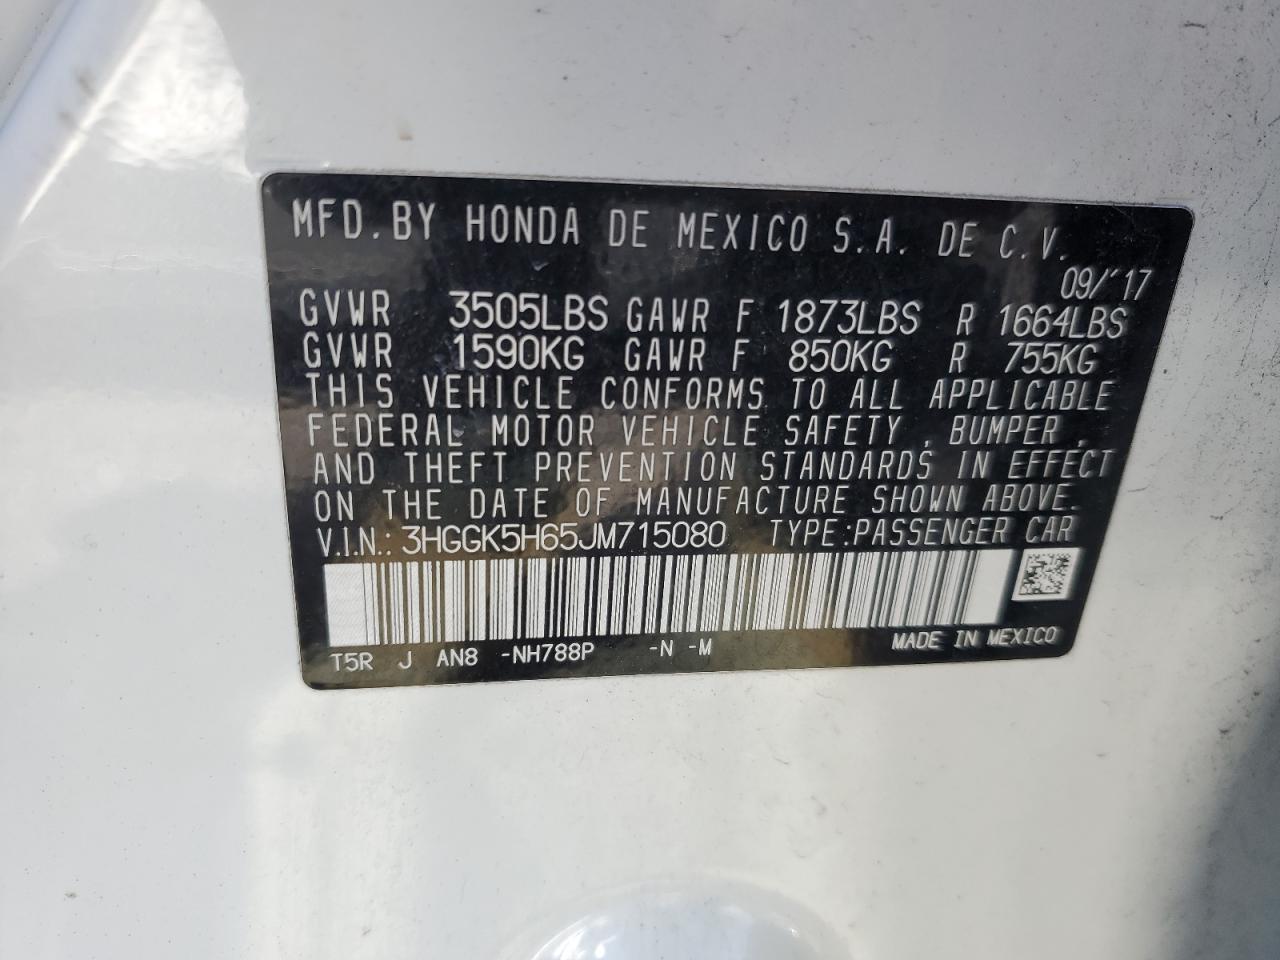 MFD. BY HONDA DE MEXICO S.A. DE C.V.
09/'17
GVWR 3505LBS GAWR F 1873LBS R 1664LBS
GVWR 1590KG GAWR F 850KG R 755KG
THIS VEHICLE CONFORMS TO ALL APPLICABLE
FEDERAL MOTOR VEHICLE SAFETY , BUMPER ,
AND THEFT PREVENTION STANDARDS IN EFFECT
ON THE DATE OF MANUFACTURE SHOWN ABOVE.
V.I.N.: 3HGGK5H65JM715080 TYPE:PASSENGER CAR
T5R J AN8 -NH788P -N -M MADE IN MEXICO